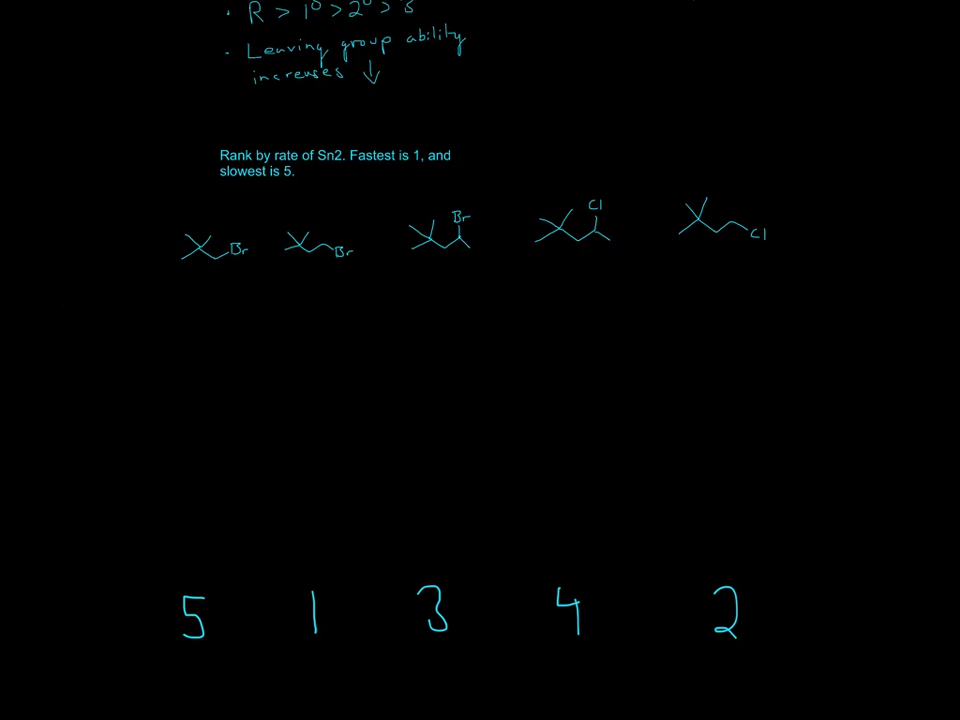 · R > 1° > 2° > 3
· Leaving group ability
increases ↓
Rank by rate of Sn2. Fastest is 1, and
slowest is 5.
Br Br Br Cl Cl
5 1 3 4 2